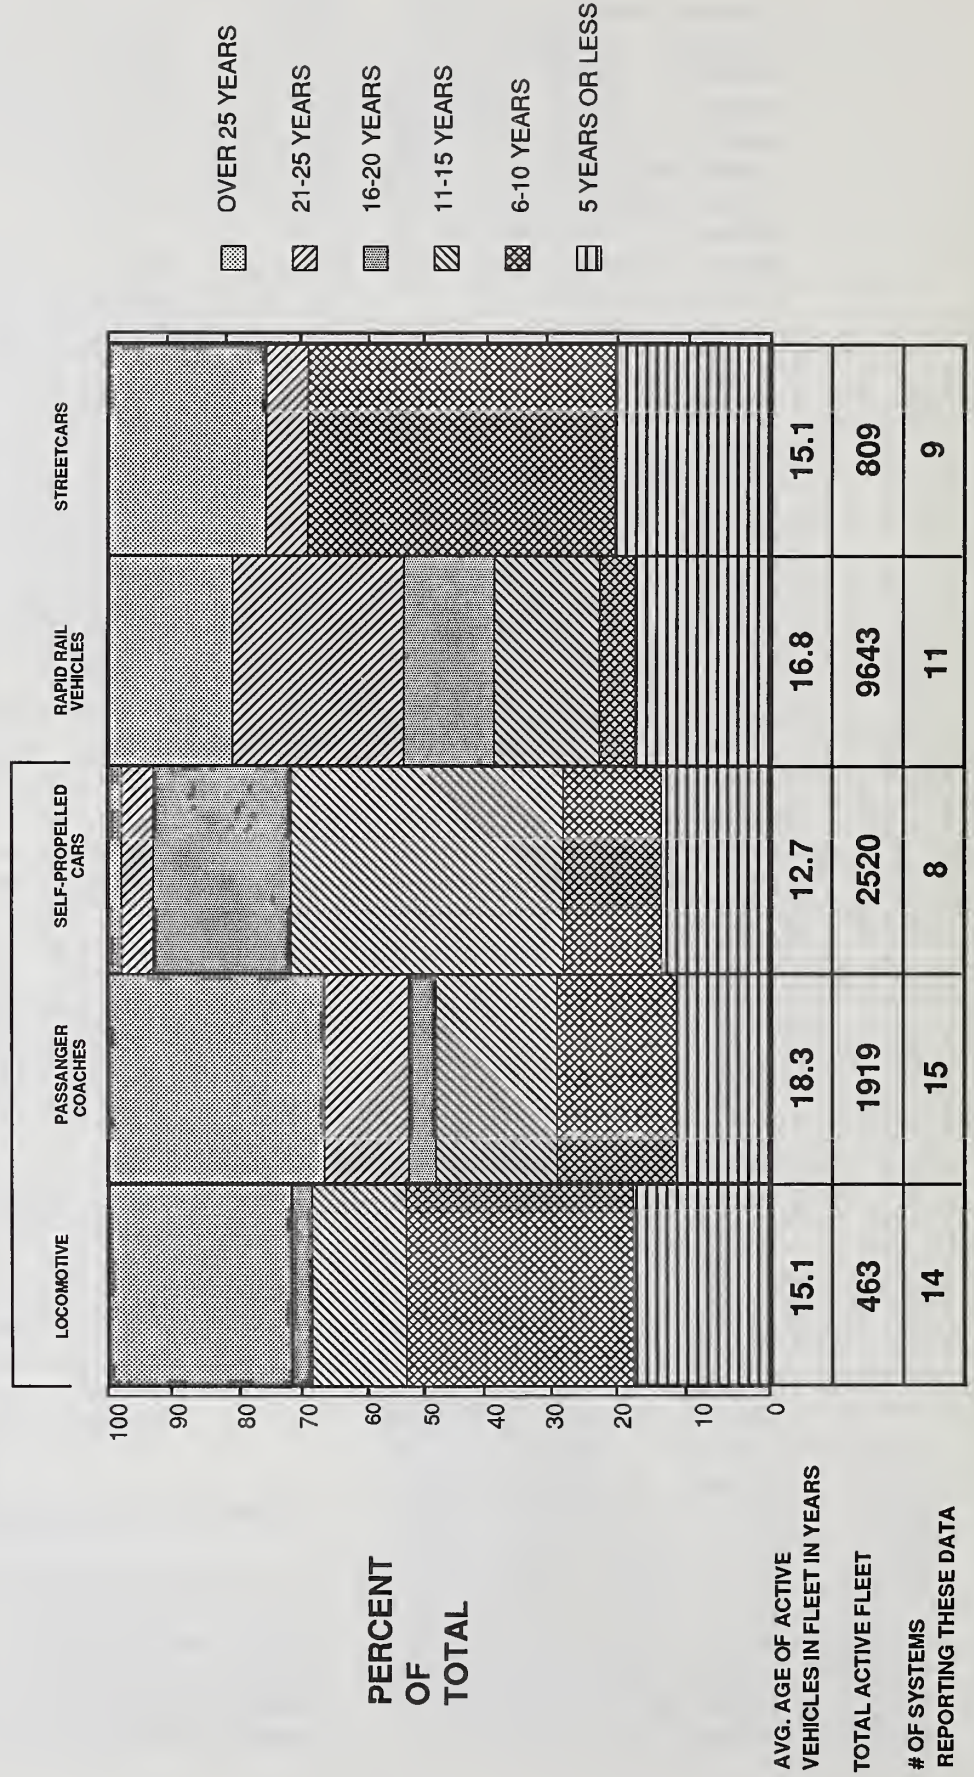 LOCOMOTIVE
PASSANGER
COACHES
SELF-PROPELLED
CARS
RAPID RAIL
VEHICLES
STREETCARS
PERCENT
OF
TOTAL
100
90
80
70
60
50
40
30
20
10
0
OVER 25 YEARS
21-25 YEARS
16-20 YEARS
11-15 YEARS
6-10 YEARS
5 YEARS OR LESS
AVG. AGE OF ACTIVE
VEHICLES IN FLEET IN YEARS
15.1 18.3 12.7 16.8 15.1
TOTAL ACTIVE FLEET 463 1919 2520 9643 809
# OF SYSTEMS
REPORTING THESE DATA
14 15 8 11 9